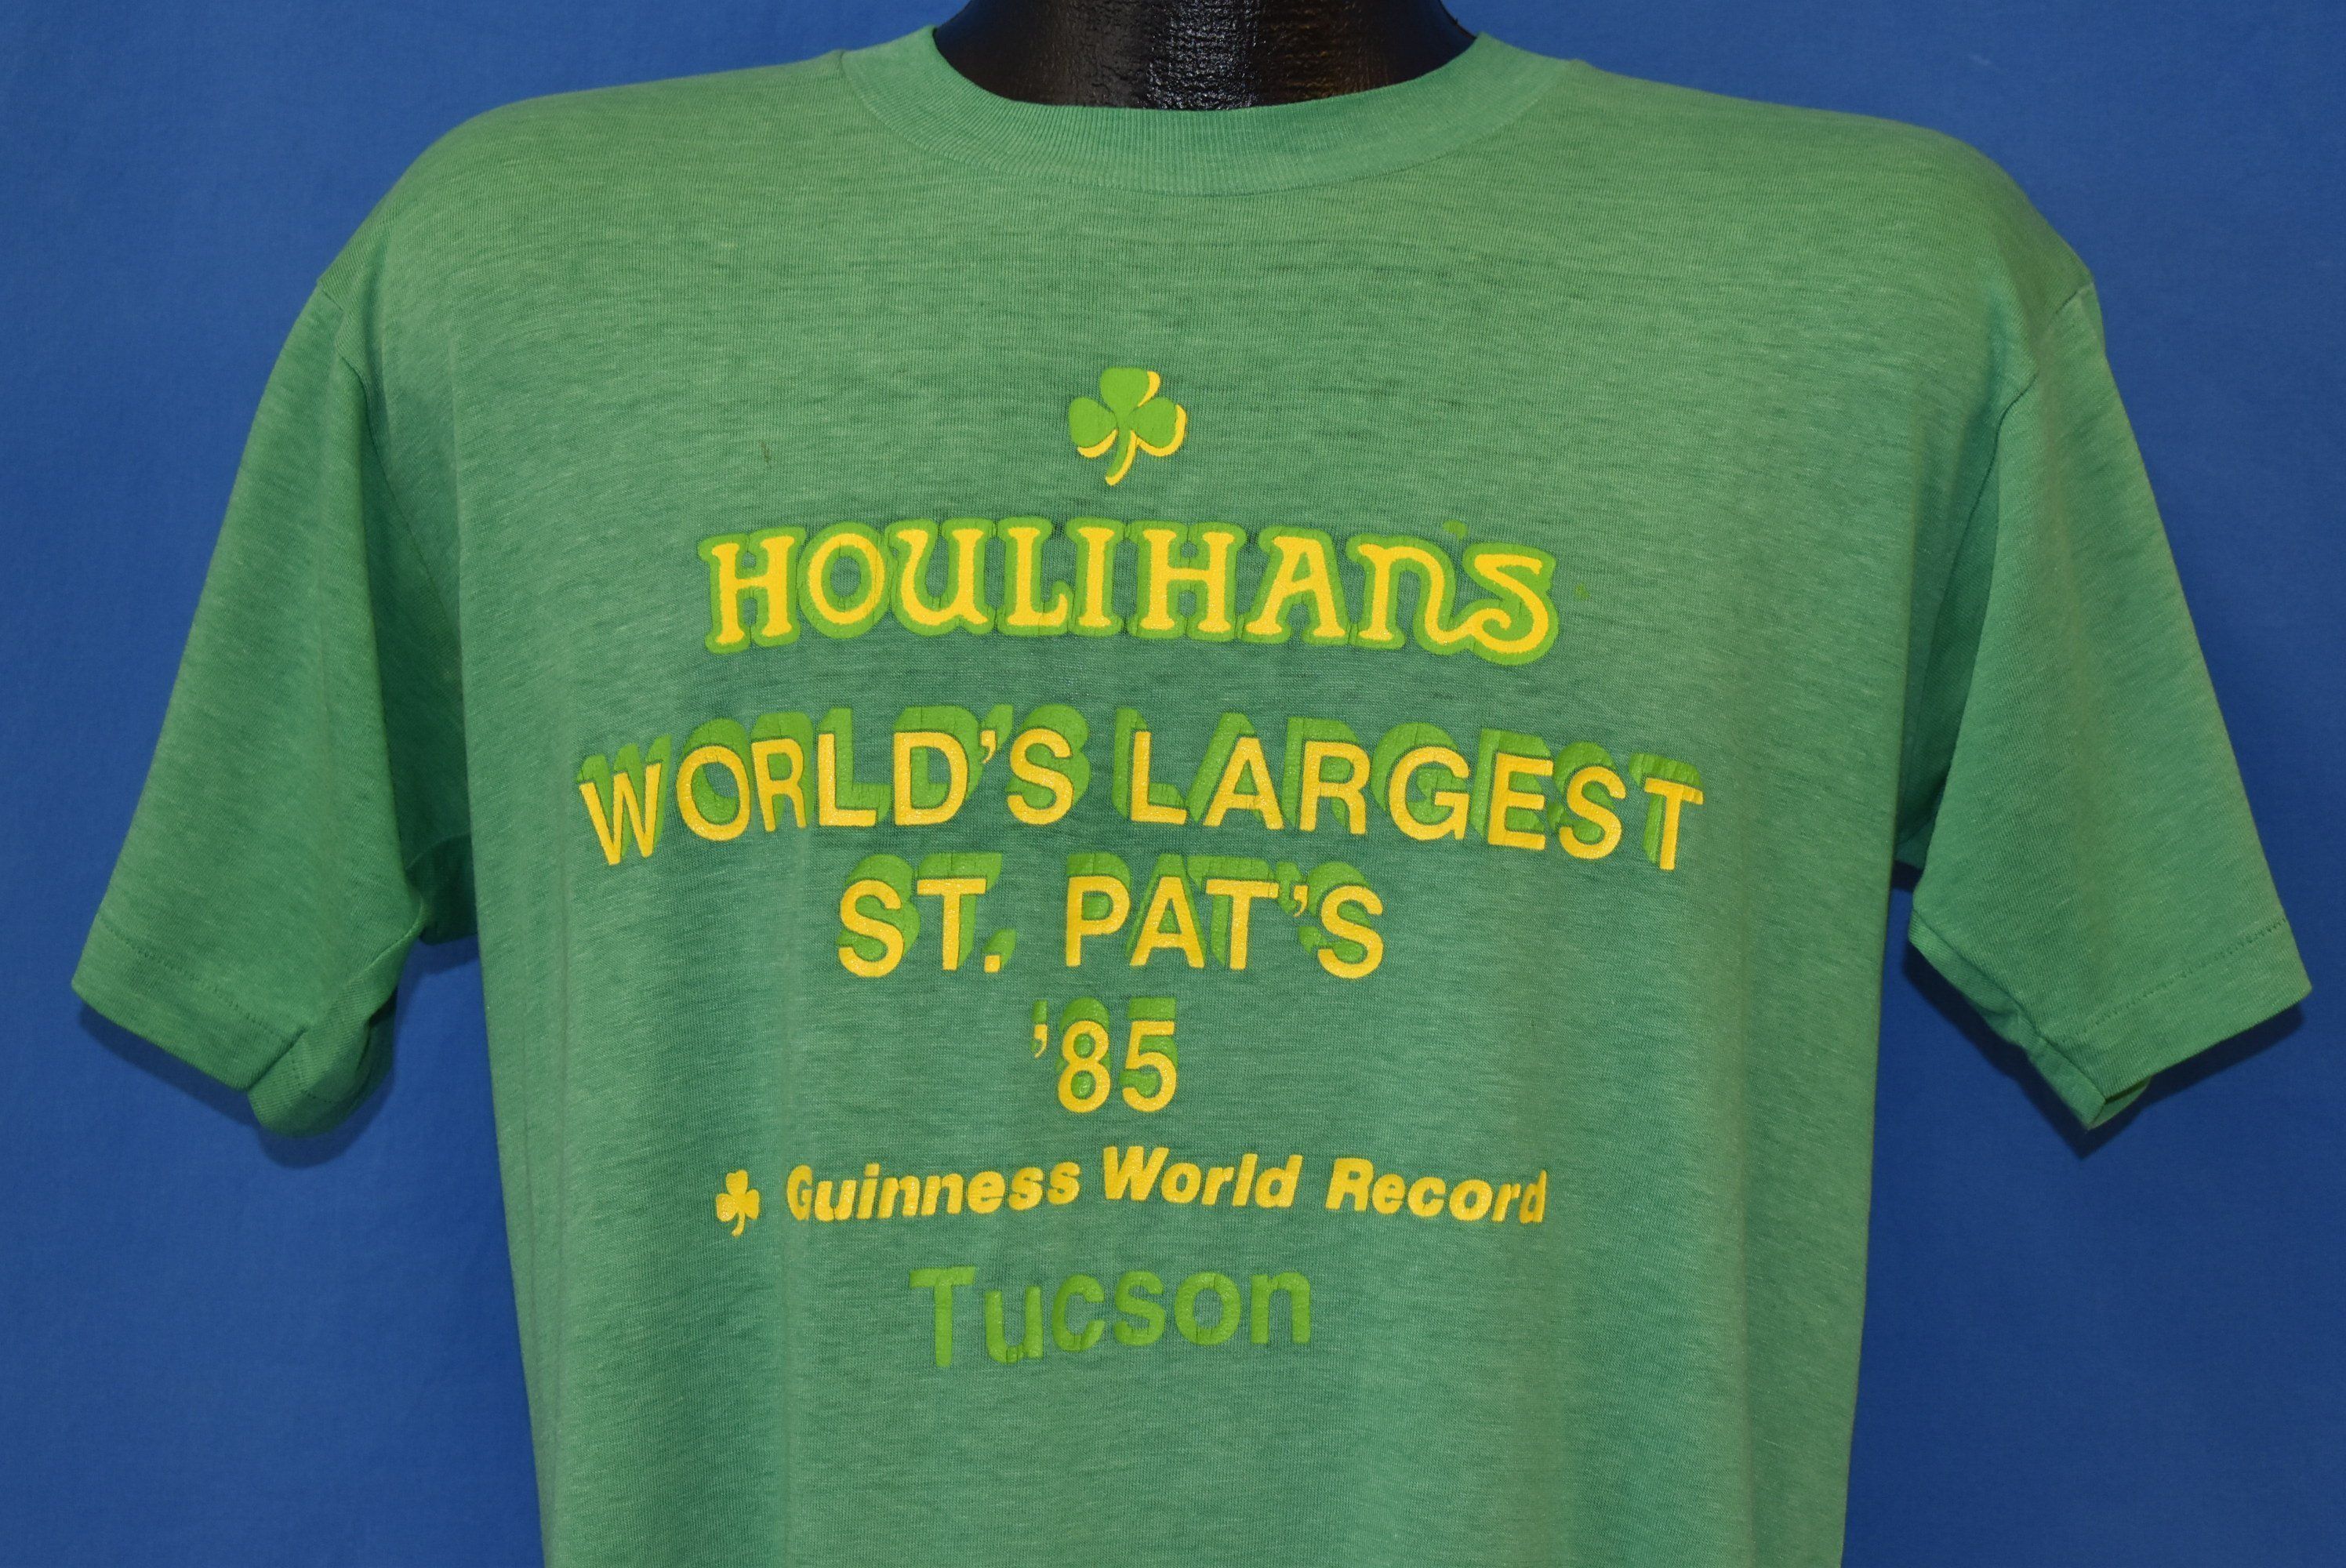 HOULIHAN'S
WORLD'S LARGEST
ST. PAT'S
'85
Guinness World Record
Tucson